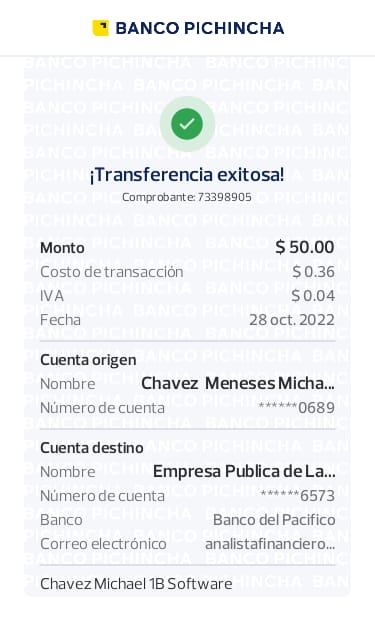 BANCO PICHINCHA
¡Transferencia exitosa!
Comprobante: 73398905
Monto $ 50.00
Costo de transacción $ 0.36
IVA $ 0.04
Fecha 28 oct. 2022
Cuenta origen
Nombre Chavez Meneses Micha...
Número de cuenta ******0689
Cuenta destino
Nombre Empresa Publica de La...
Número de cuenta ******6573
Banco Banco del Pacífico
Correo electrónico analistafinanciero...
Chavez Michael 1B Software